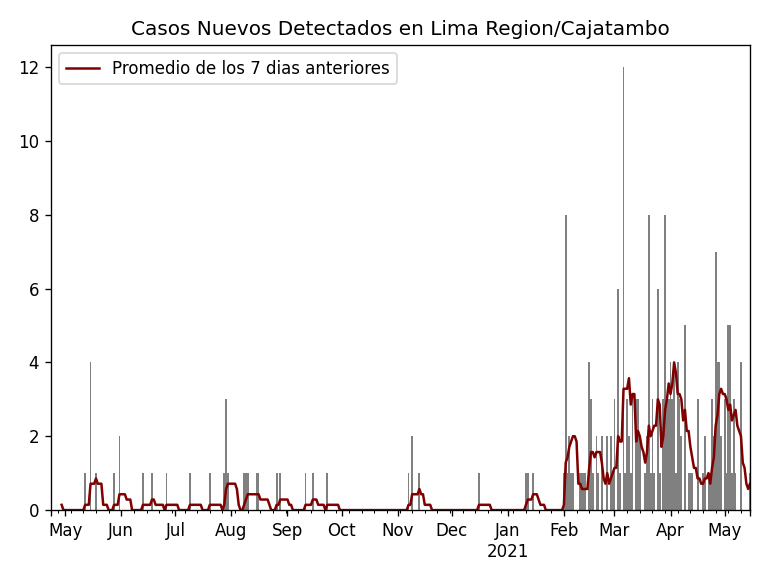 Casos Nuevos Detectados en Lima Region/Cajatambo
Promedio de los 7 dias anteriores
12
10
8
6
4
2
0
May Jun Jul Aug Sep Oct Nov Dec Jan Feb Mar Apr May
2021